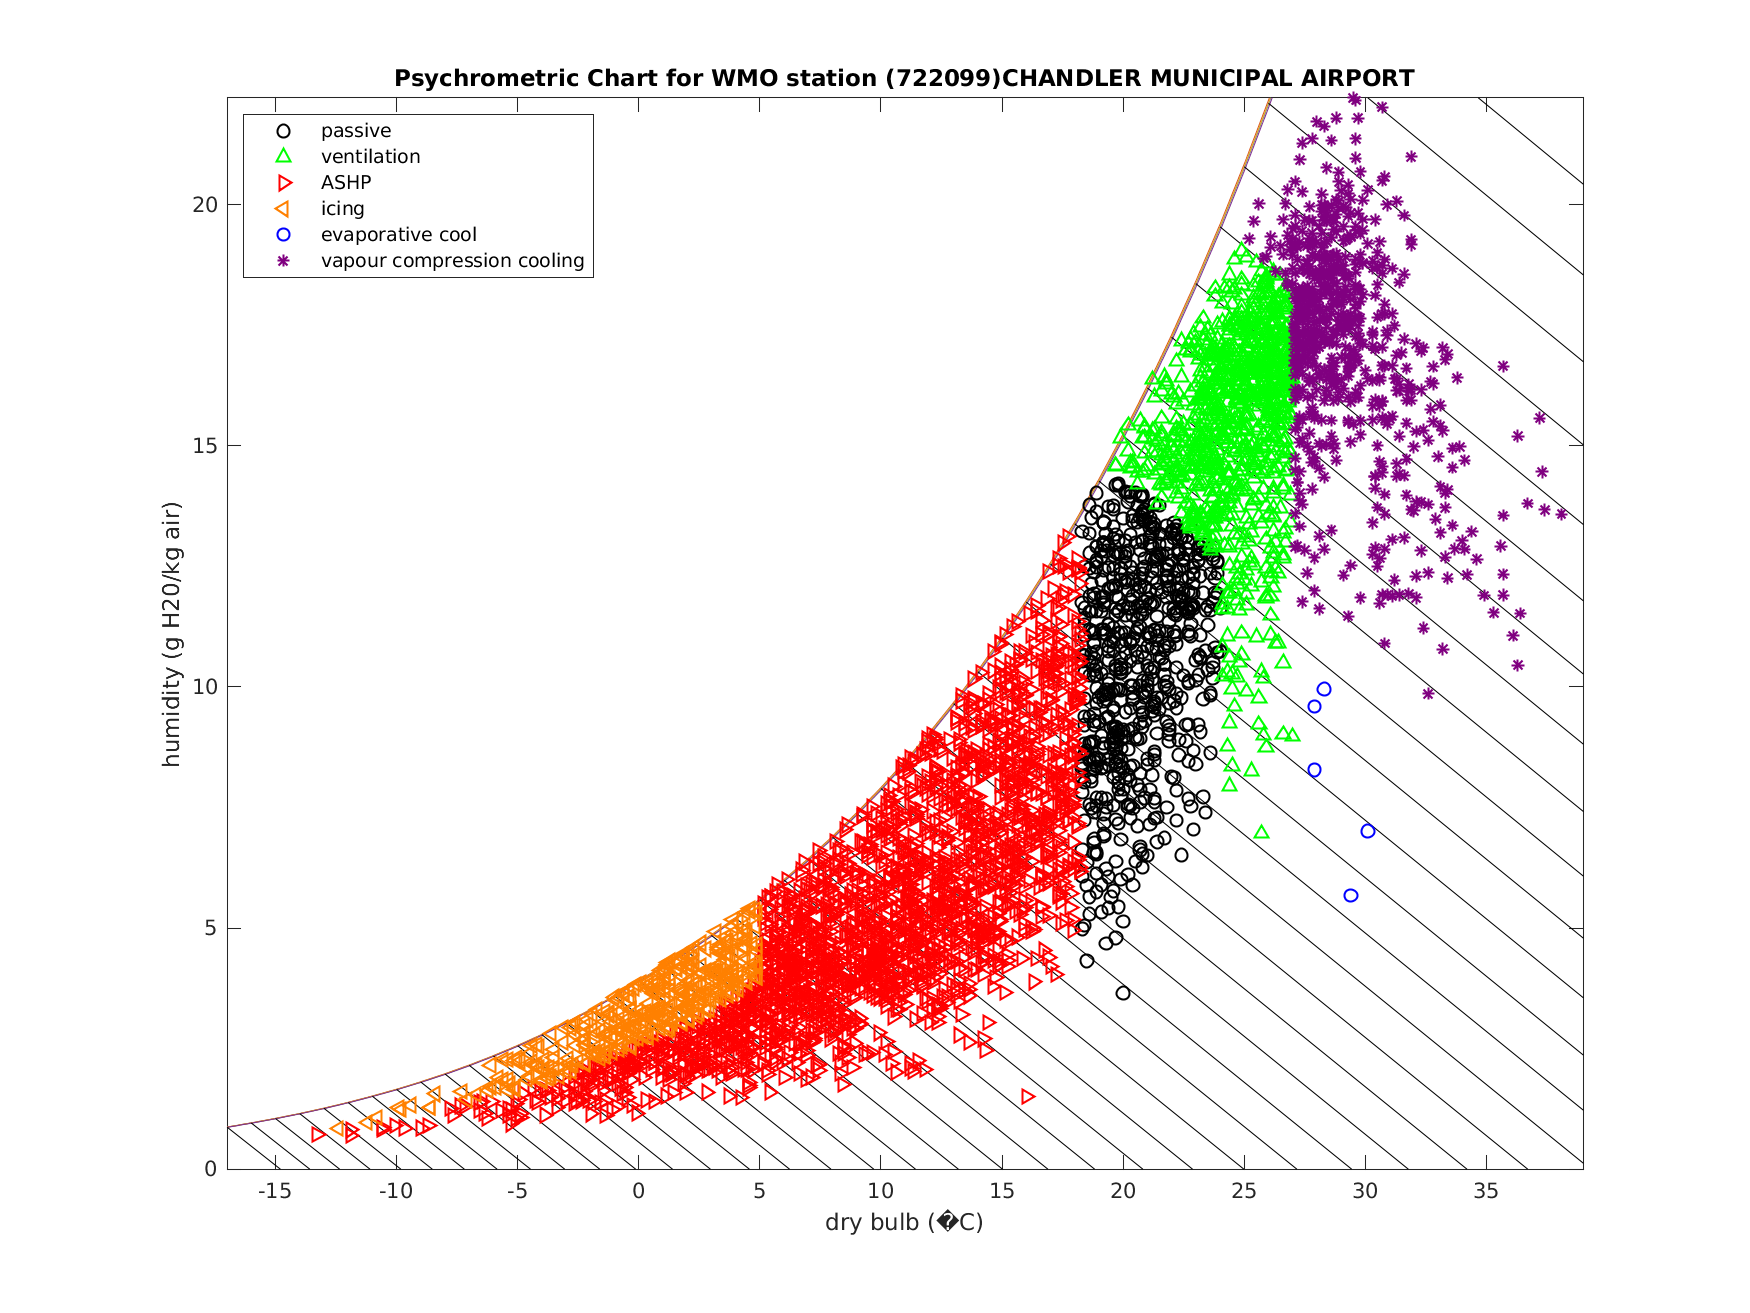 Psychrometric Chart for WMO station (722099)CHANDLER MUNICIPAL AIRPORT
passive
ventilation
ASHP
icing
evaporative cool
vapour compression cooling
humidity (g H20/kg air)
20
15
10
5
0
-15 -10 -5 0 5 10 15 20 25 30 35
dry bulb (�C)